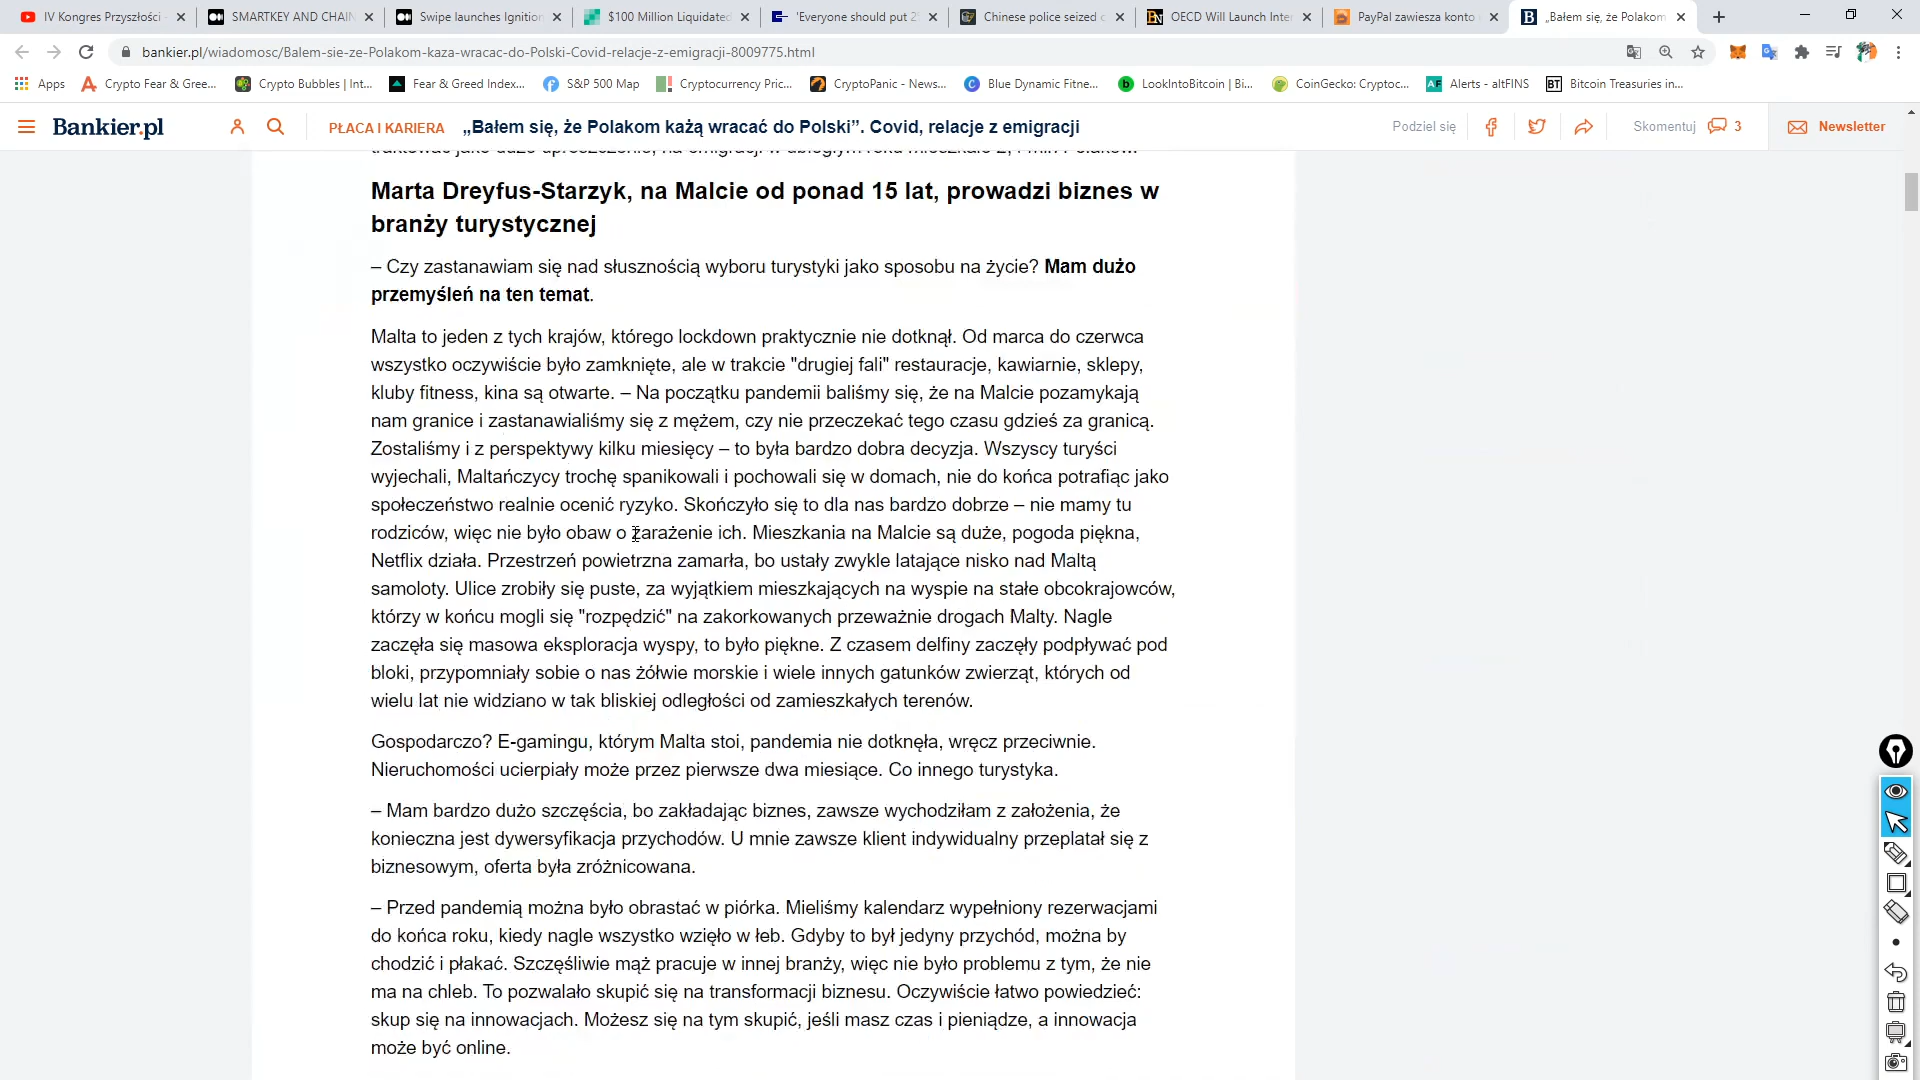 IV Kongres Przyszłości
SMARTKEY AND CHAIN
Swipe launches Ignition
$100 Million Liquidated
'Everyone should put 2
Chinese police seized c
OECD Will Launch Inter
PayPal zawiesza konto
„Bałem się, że Polakom
bankier.pl/wiadomosc/Balem-sie-ze-Polakom-kaza-wracac-do-Polski-Covid-relacje-z-emigracji-8009775.html
Apps
Crypto Fear & Gree...
Crypto Bubbles | Int...
Fear & Greed Index...
S&P 500 Map
Cryptocurrency Pric...
CryptoPanic - News...
Blue Dynamic Fitne...
LookIntoBitcoin | Bi...
CoinGecko: Cryptoc...
Alerts - altFINS
Bitcoin Treasuries in...
Bankier.pl
PŁACA I KARIERA
„Bałem się, że Polakom każą wracać do Polski”. Covid, relacje z emigracji
Podziel się
Skomentuj
3
Newsletter
Marta Dreyfus-Starzyk, na Malcie od ponad 15 lat, prowadzi biznes w
branży turystycznej
– Czy zastanawiam się nad słusznością wyboru turystyki jako sposobu na życie? Mam dużo
przemyśleń na ten temat.
Malta to jeden z tych krajów, którego lockdown praktycznie nie dotknął. Od marca do czerwca
wszystko oczywiście było zamknięte, ale w trakcie "drugiej fali" restauracje, kawiarnie, sklepy,
kluby fitness, kina są otwarte. – Na początku pandemii baliśmy się, że na Malcie pozamykają
nam granice i zastanawialiśmy się z mężem, czy nie przeczekać tego czasu gdzieś za granicą.
Zostaliśmy i z perspektywy kilku miesięcy – to była bardzo dobra decyzja. Wszyscy turyści
wyjechali, Maltańczycy trochę spanikowali i pochowali się w domach, nie do końca potrafiąc jako
społeczeństwo realnie ocenić ryzyko. Skończyło się to dla nas bardzo dobrze – nie mamy tu
rodziców, więc nie było obaw o zarażenie ich. Mieszkania na Malcie są duże, pogoda piękna,
Netflix działa. Przestrzeń powietrzna zamarła, bo ustały zwykle latające nisko nad Maltą
samoloty. Ulice zrobiły się puste, za wyjątkiem mieszkających na wyspie na stałe obcokrajowców,
którzy w końcu mogli się "rozpędzić" na zakorkowanych przeważnie drogach Malty. Nagle
zaczęła się masowa eksploracja wyspy, to było piękne. Z czasem delfiny zaczęły podpływać pod
bloki, przypomniały sobie o nas żółwie morskie i wiele innych gatunków zwierząt, których od
wielu lat nie widziano w tak bliskiej odległości od zamieszkałych terenów.
Gospodarczo? E-gamingu, którym Malta stoi, pandemia nie dotknęła, wręcz przeciwnie.
Nieruchomości ucierpiały może przez pierwsze dwa miesiące. Co innego turystyka.
– Mam bardzo dużo szczęścia, bo zakładając biznes, zawsze wychodziłam z założenia, że
konieczna jest dywersyfikacja przychodów. U mnie zawsze klient indywidualny przeplatał się z
biznesowym, oferta była zróżnicowana.
– Przed pandemią można było obrastać w piórka. Mieliśmy kalendarz wypełniony rezerwacjami
do końca roku, kiedy nagle wszystko wzięło w łeb. Gdyby to był jedyny przychód, można by
chodzić i płakać. Szczęśliwie mąż pracuje w innej branży, więc nie było problemu z tym, że nie
ma na chleb. To pozwalało skupić się na transformacji biznesu. Oczywiście łatwo powiedzieć:
skup się na innowacjach. Możesz się na tym skupić, jeśli masz czas i pieniądze, a innowacja
może być online.